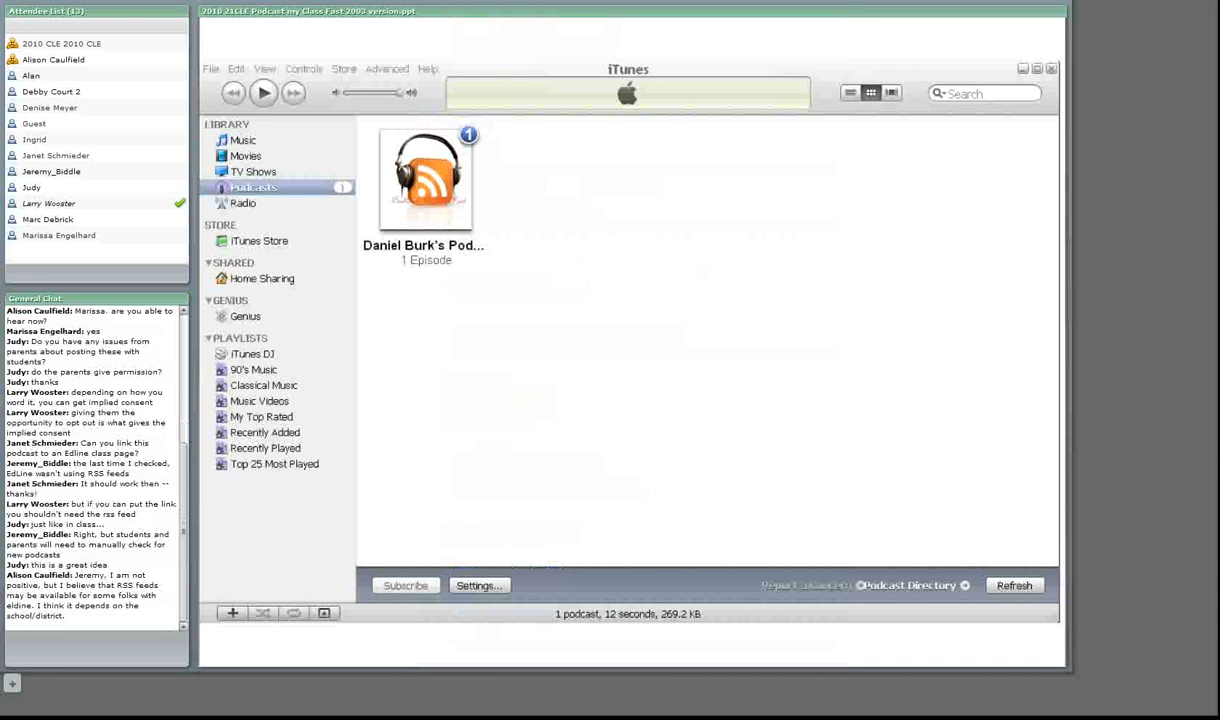 Attendee List (13)
2010 CLE 2010 CLE
Alison Caulfield
Alan
Debby Court 2
Denise Meyer
Guest
Ingrid
Janet Schmieder
Jeremy_Biddle
Judy
Larry Wooster
Marc Debrick
Marissa Engelhard
General Chat
Alison Caulfield: Marissa. are you able to
hear now?
Marissa Engelhard: yes
Judy: Do you have any issues from
parents about posting these with
students?
Judy: do the parents give permission?
Judy: thanks
Larry Wooster: depending on how you
word it, you can get implied consent
Larry Wooster: giving them the
opportunity to opt out is what gives the
implied consent
Janet Schmieder: Can you link this
podcast to an Edline class page?
Jeremy_Biddle: the last time I checked,
EdLine wasn't using RSS feeds
Janet Schmieder: It should work then --
thanks!
Larry Wooster: but if you can put the link
you shouldn't need the rss feed
Judy: just like in class...
Jeremy_Biddle: Right, but students and
parents will need to manually check for
new podcasts
Judy: this is a great idea
Alison Caulfield: Jeremy, I am not
positive, but I believe that RSS feeds
may be available for some folks with
eldine. I think it depends on the
school/district.
2010 21CLE Podcast my Class Fast 2003 version.ppt
iTunes
File Edit View Controls Store Advanced Help
Search
LIBRARY
Music
Movies
TV Shows
Podcasts 1
Radio
STORE
iTunes Store
SHARED
Home Sharing
GENIUS
Genius
PLAYLISTS
iTunes DJ
90's Music
Classical Music
Music Videos
My Top Rated
Recently Added
Recently Played
Top 25 Most Played
1
Daniel Burk's Pod...
1 Episode
Subscribe Settings... Podcast Directory Refresh
1 podcast, 12 seconds, 269.2 KB